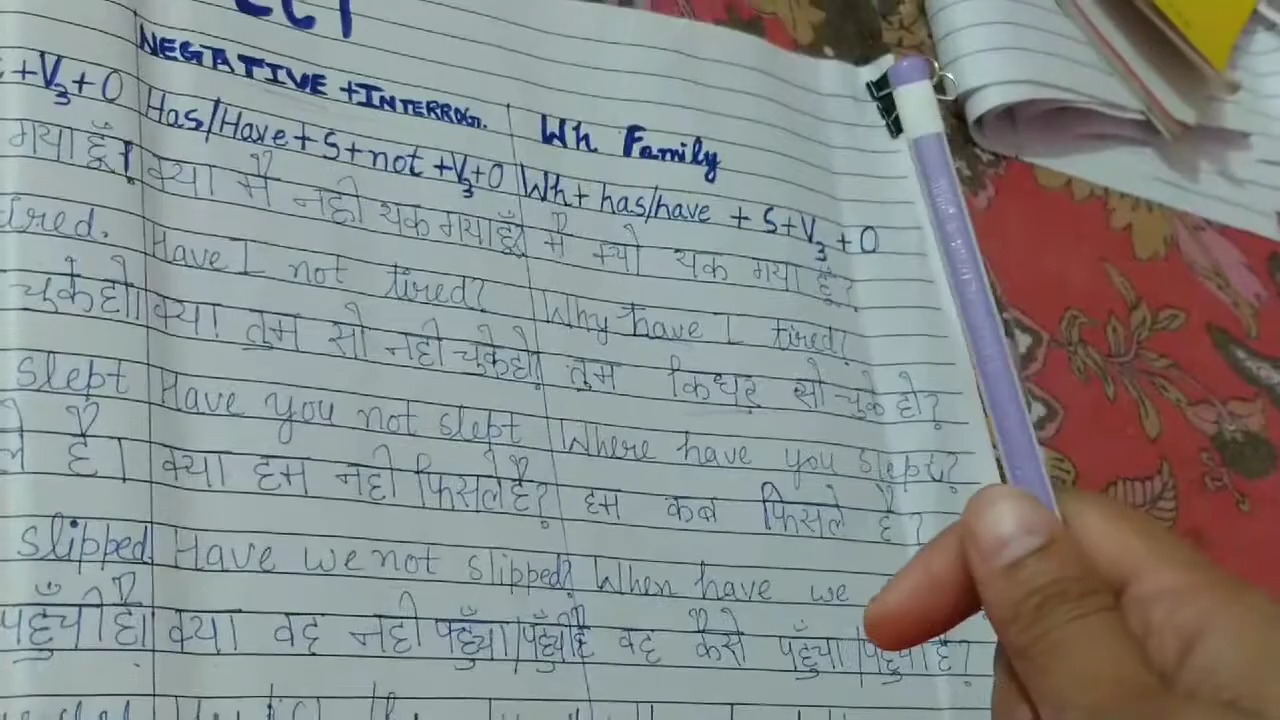 NEGATIVE + INTERROG.
Wh Family
+V3+O
Has/Have + S + not + V3 + O
Wh + has/have + S + V3 + O
गया हूँ।
क्या मैं नही थक गया हूँ?
मैं क्यो थक गया हूँ?
tired.
Have I not tired?
Why have I tired?
चुके हो।
क्या तुम सो नही चुके हो?
तुम किधर सो चुके हो?
slept
Have you not slept
Where have you slept?
हैं।
क्या हम नही फिसले हैं?
हम कब फिसले हैं?
slipped
Have we not slipped?
When have we
पहुँची है।
क्या वह नही पहुँचा/पहुँची है
वह कैसे पहुँचा/पहुँची है?